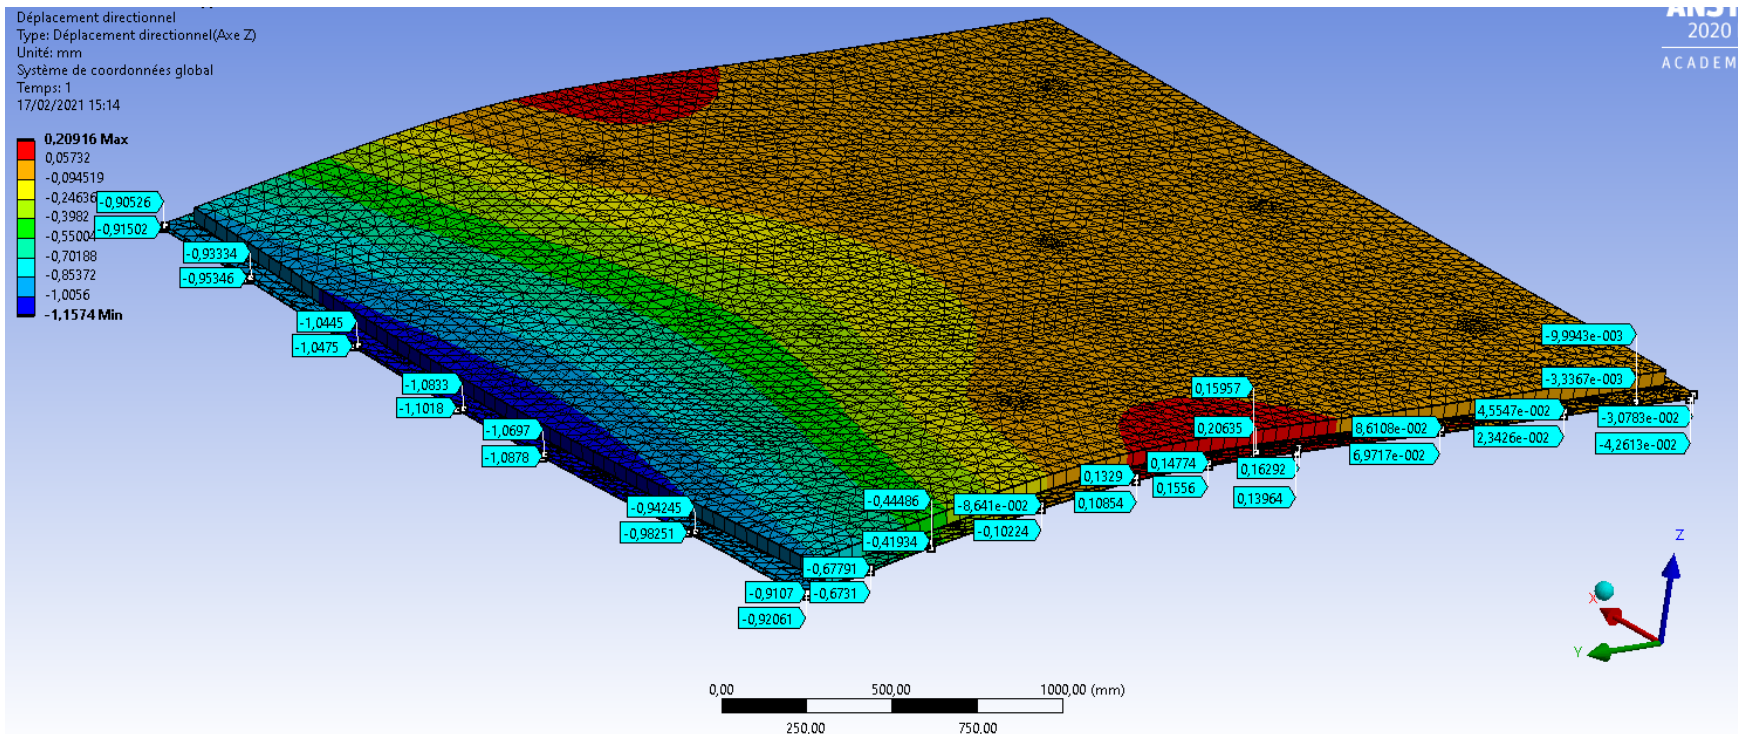 Déplacement directionnel
Type: Déplacement directionnel(Axe Z)
Unité: mm
Système de coordonnées global
Temps: 1
17/02/2021 15:14
2020
0,20916 Max
0,05732
-0,094519
-0,24636
-0,3982
-0,55004
-0,70188
-0,85372
-1,0056
-1,1574 Min
-0,90526
-0,91502
-0,93334
-0,95346
-1,0445
-1,0475
-1,0833
-1,1018
-1,0697
-1,0878
-0,94245
-0,98251
-0,9107
-0,92061
-0,67791
-0,6731
-0,44486
-0,41934
-8,641e-002
-0,10224
0,1329
0,10854
0,14774
0,1556
0,15957
0,20635
0,16292
0,13964
8,6108e-002
6,9717e-002
4,5547e-002
2,3426e-002
-9,9943e-003
-3,3367e-003
-3,0783e-002
-4,2613e-002
Z
X
Y
0,00
500,00
1000,00 (mm)
250,00
750,00